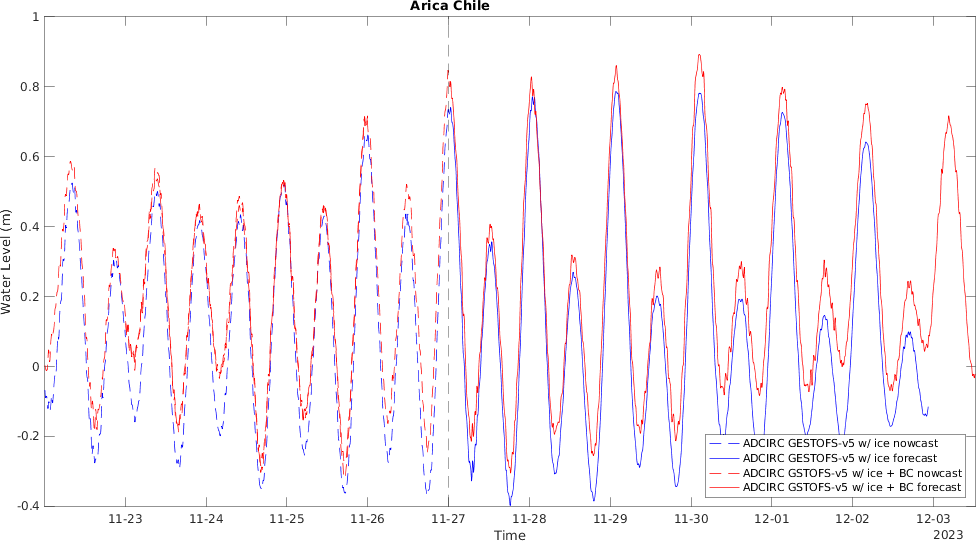 Arica Chile
Water Level (m)
1
0.8
0.6
0.4
0.2
0
-0.2
-0.4
ADCIRC GESTOFS-v5 w/ ice nowcast
ADCIRC GESTOFS-v5 w/ ice forecast
ADCIRC GSTOFS-v5 w/ ice + BC nowcast
ADCIRC GSTOFS-v5 w/ ice + BC forecast
11-23 11-24 11-25 11-26 11-27 11-28 11-29 11-30 12-01 12-02 12-03
Time
2023